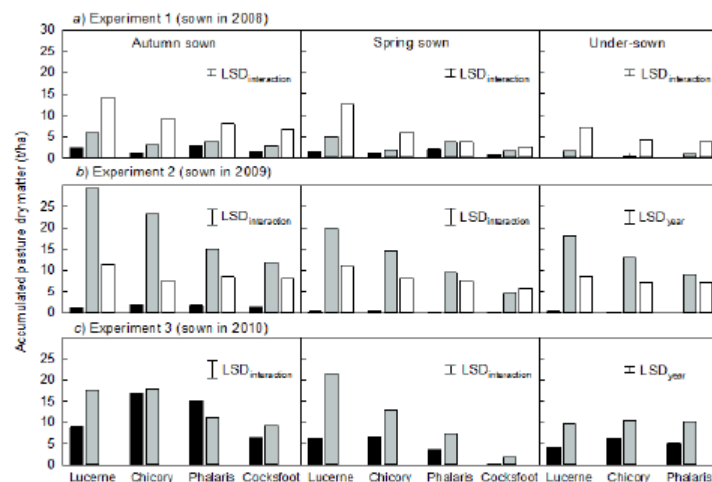 a) Experiment 1 (sown in 2008)
Autumn sown
Spring sown
Under-sown
LSDinteraction
LSDinteraction
LSDinteraction
30
25
20
15
10
5
0
b) Experiment 2 (sown in 2009)
LSDinteraction
LSDinteraction
LSDyear
30
25
20
15
10
5
0
c) Experiment 3 (sown in 2010)
LSDinteraction
LSDinteraction
LSDyear
30
25
20
15
10
5
0
Accumulated pasture drymatter (t/ha)
Lucerne Chicory Phalaris Cocksfoot Lucerne Chicory Phalaris Cocksfoot Lucerne Chicory Phalaris